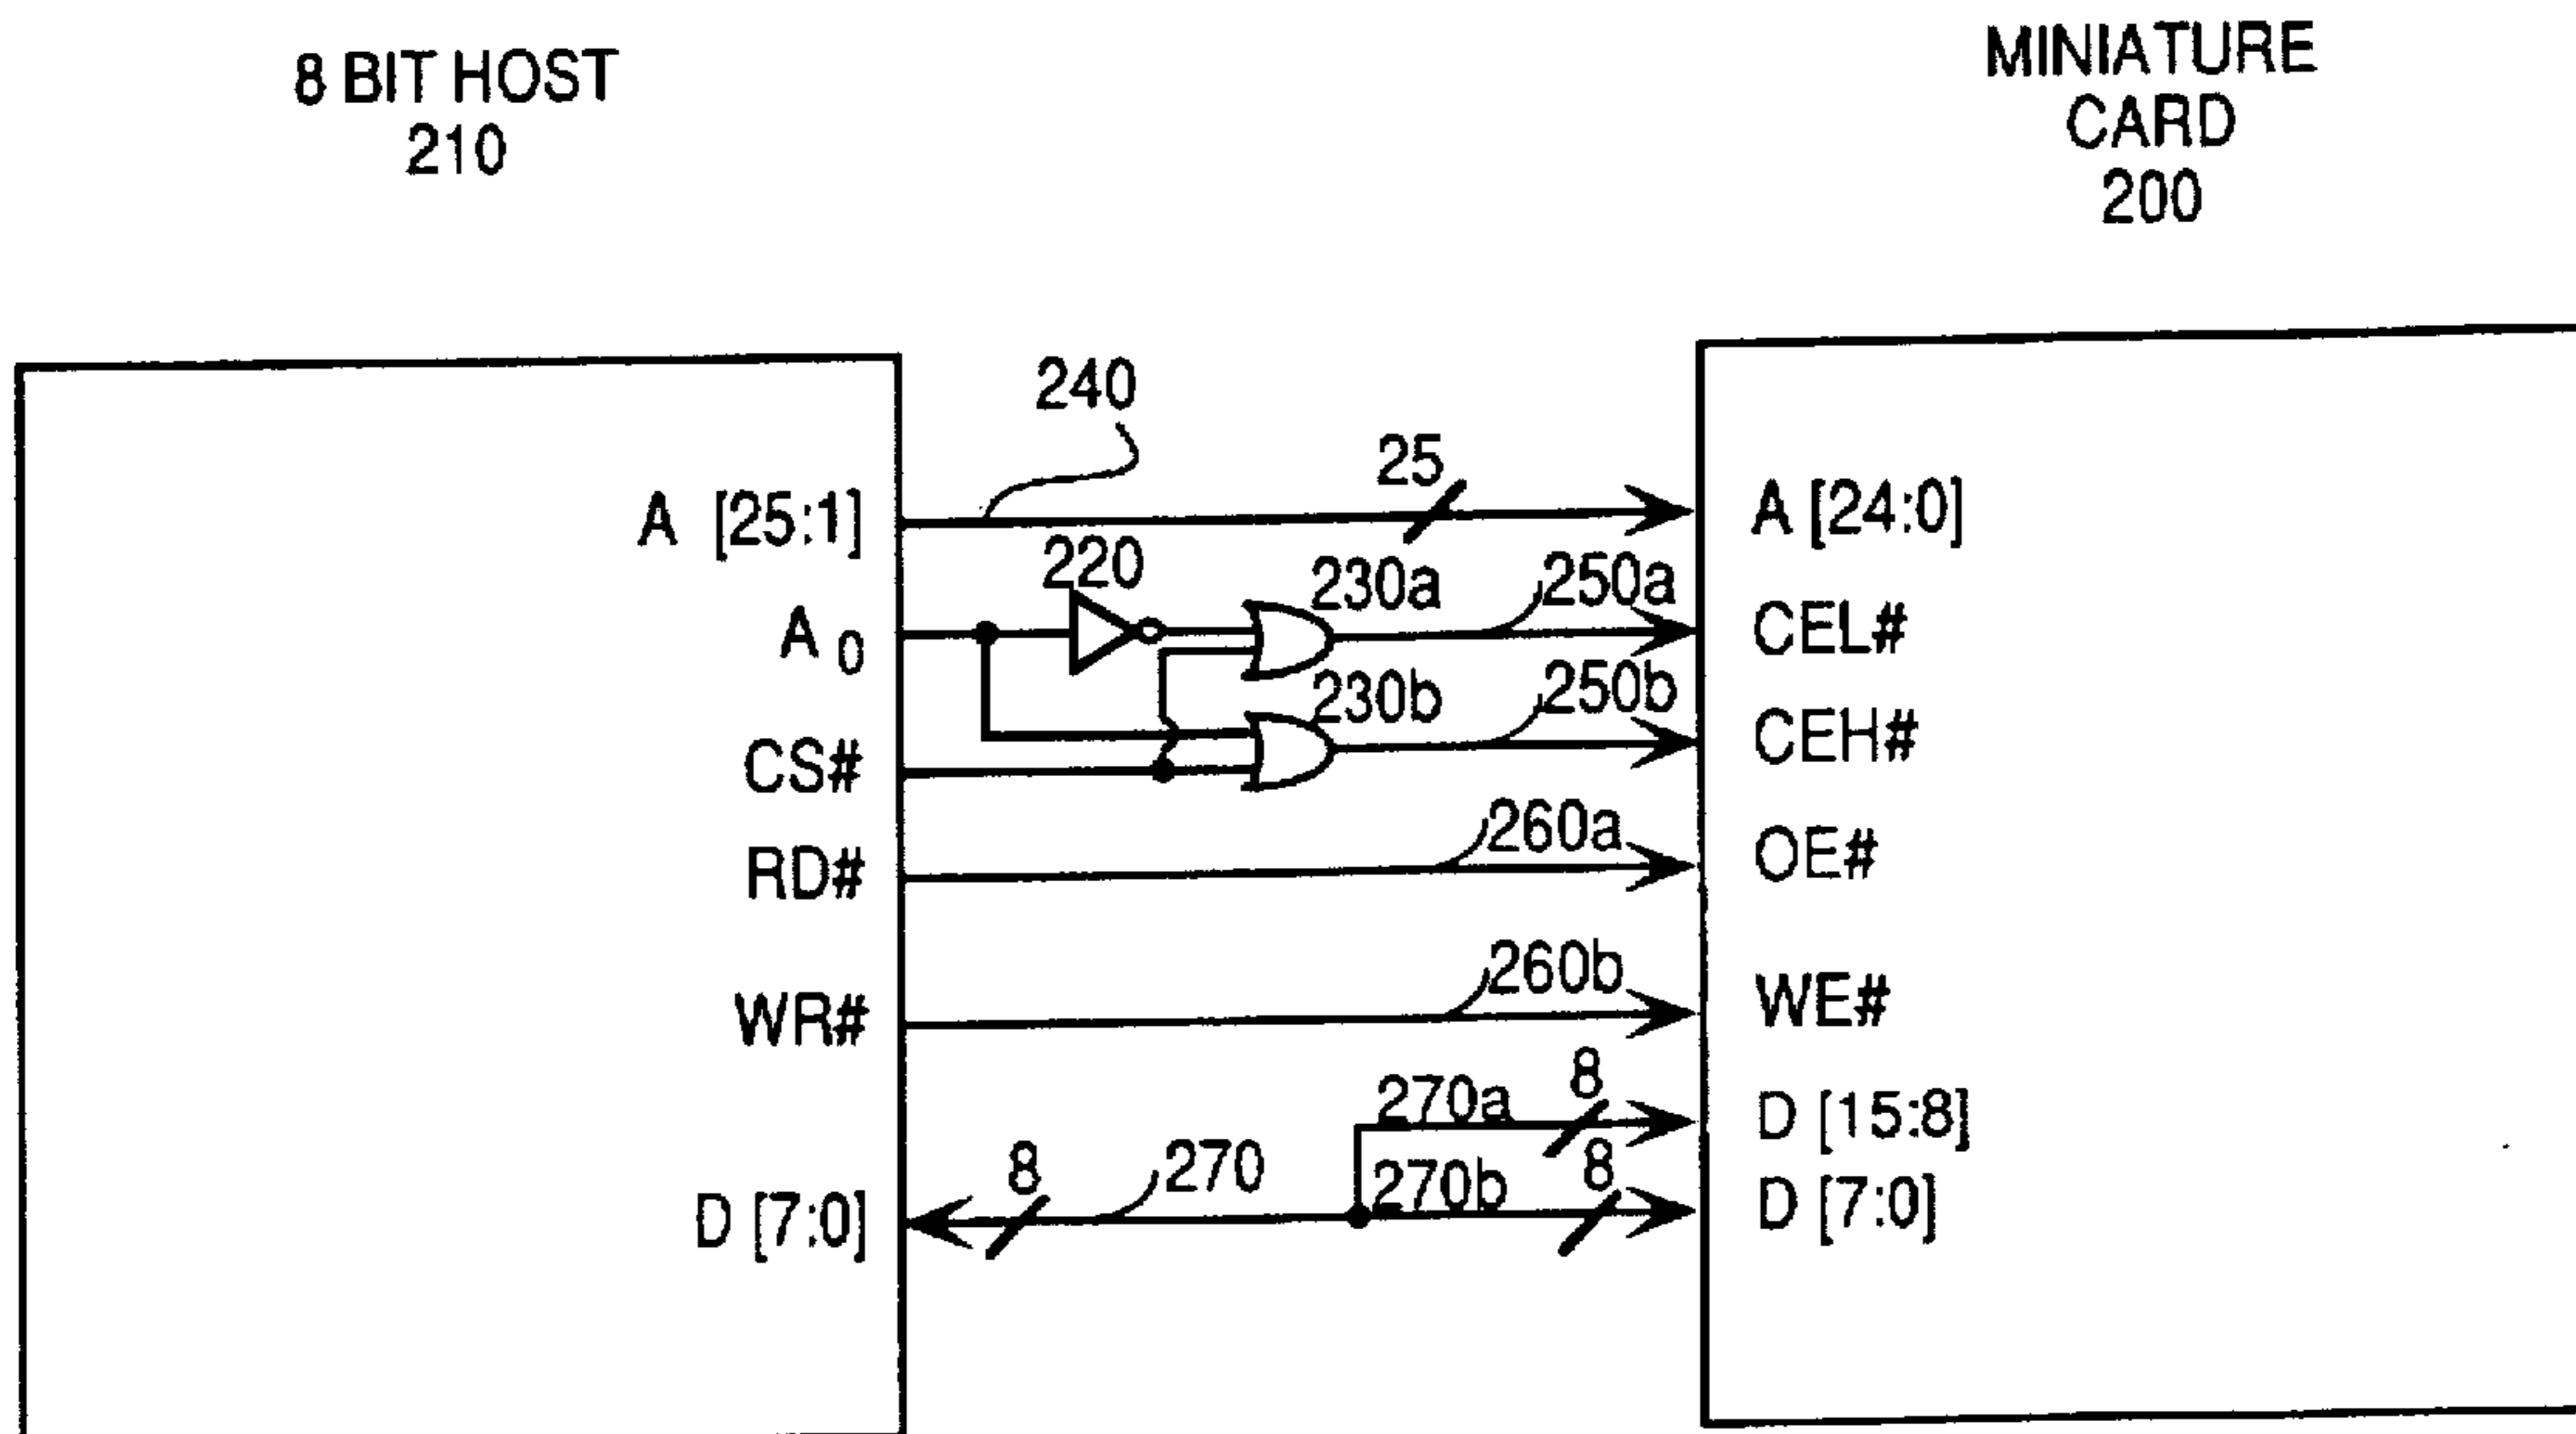 8 BIT HOST
210
MINIATURE
CARD
200
240
25
A [25:1]
A [24:0]
220
230a
250a
A 0
CEL#
230b
250b
CS#
CEH#
260a
RD#
OE#
260b
WR#
WE#
270a
8
D [15:8]
8
270
270b
8
D [7:0]
D [7:0]